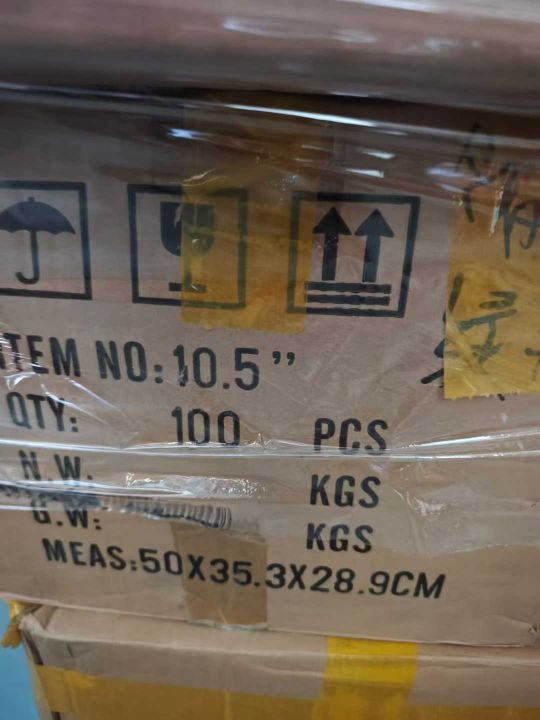 ITEM NO: 10.5”
QTY: 100 PCS
N.W. KGS
G.W: KGS
MEAS:50X35.3X28.9CM